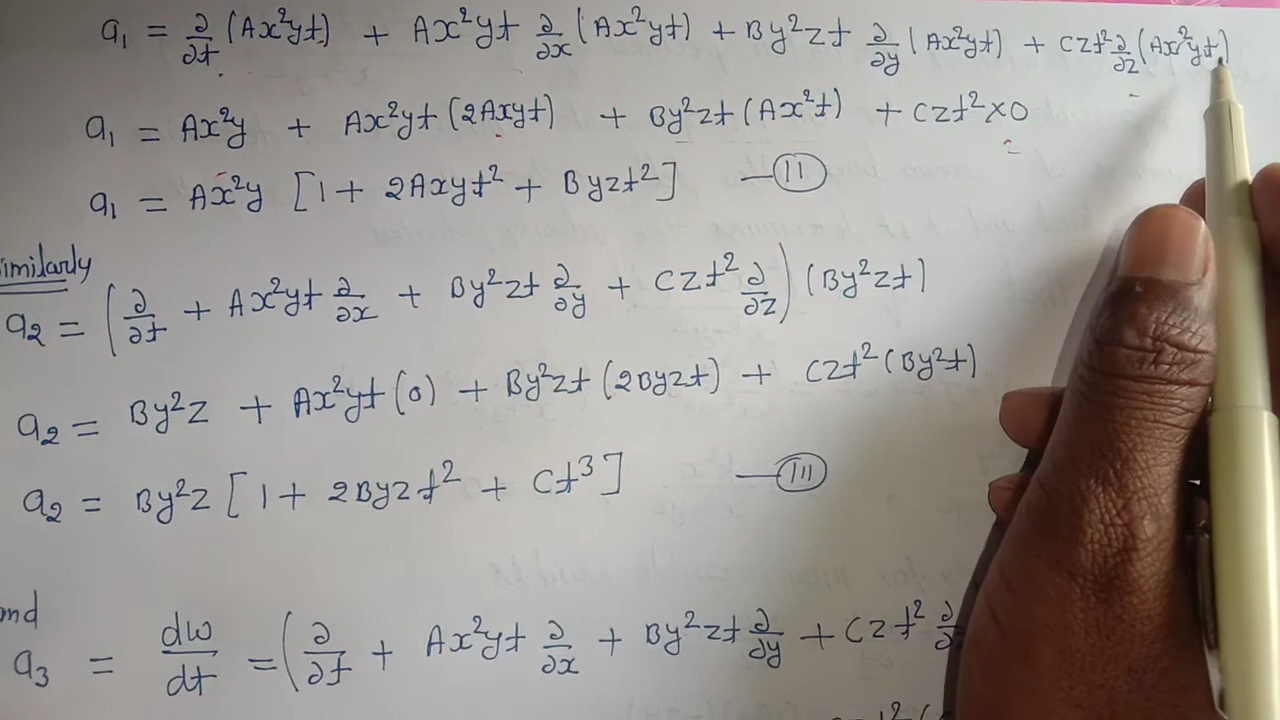 a₁ = ∂/∂t (Ax²yt) + Ax²yt ∂/∂x (Ax²yt) + By²zt ∂/∂y (Ax²yt) + Czt² ∂/∂z (Ax²yt)
a₁ = Ax²y + Ax²yt (2Axyt) + By²zt (Ax²t) + Czt² × 0
a₁ = Ax²y [1 + 2Axyt² + Byzt²] — II
imilarly
a₂ = (∂/∂t + Ax²yt ∂/∂x + By²zt ∂/∂y + Czt² ∂/∂z) (By²zt)
a₂ = By²z + Ax²yt (0) + By²zt (2Byzt) + Czt² (By²t)
a₂ = By²z [1 + 2Byzt² + Ct³] — III
nd
a₃ = dw/dt = (∂/∂t + Ax²yt ∂/∂x + By²zt ∂/∂y + Czt² ∂